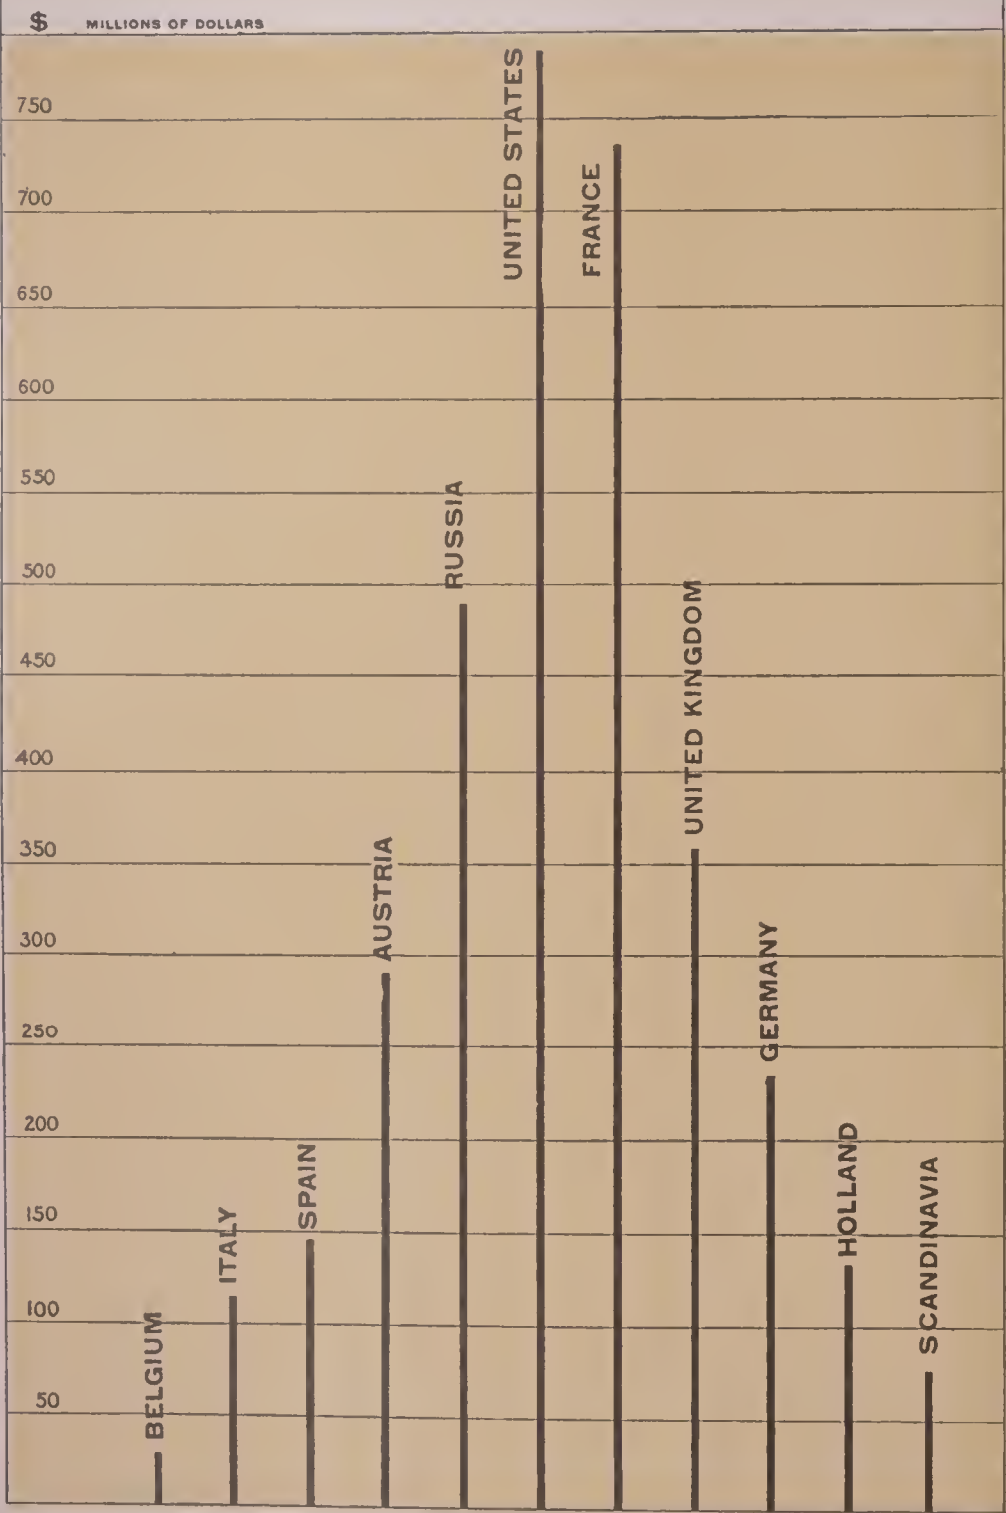 $ MILLIONS OF DOLLARS
750
700
650
600
550
500
450
400
350
300
250
200
150
100
50
BELGIUM
ITALY
SPAIN
AUSTRIA
RUSSIA
UNITED STATES
FRANCE
UNITED KINGDOM
GERMANY
HOLLAND
SCANDINAVIA